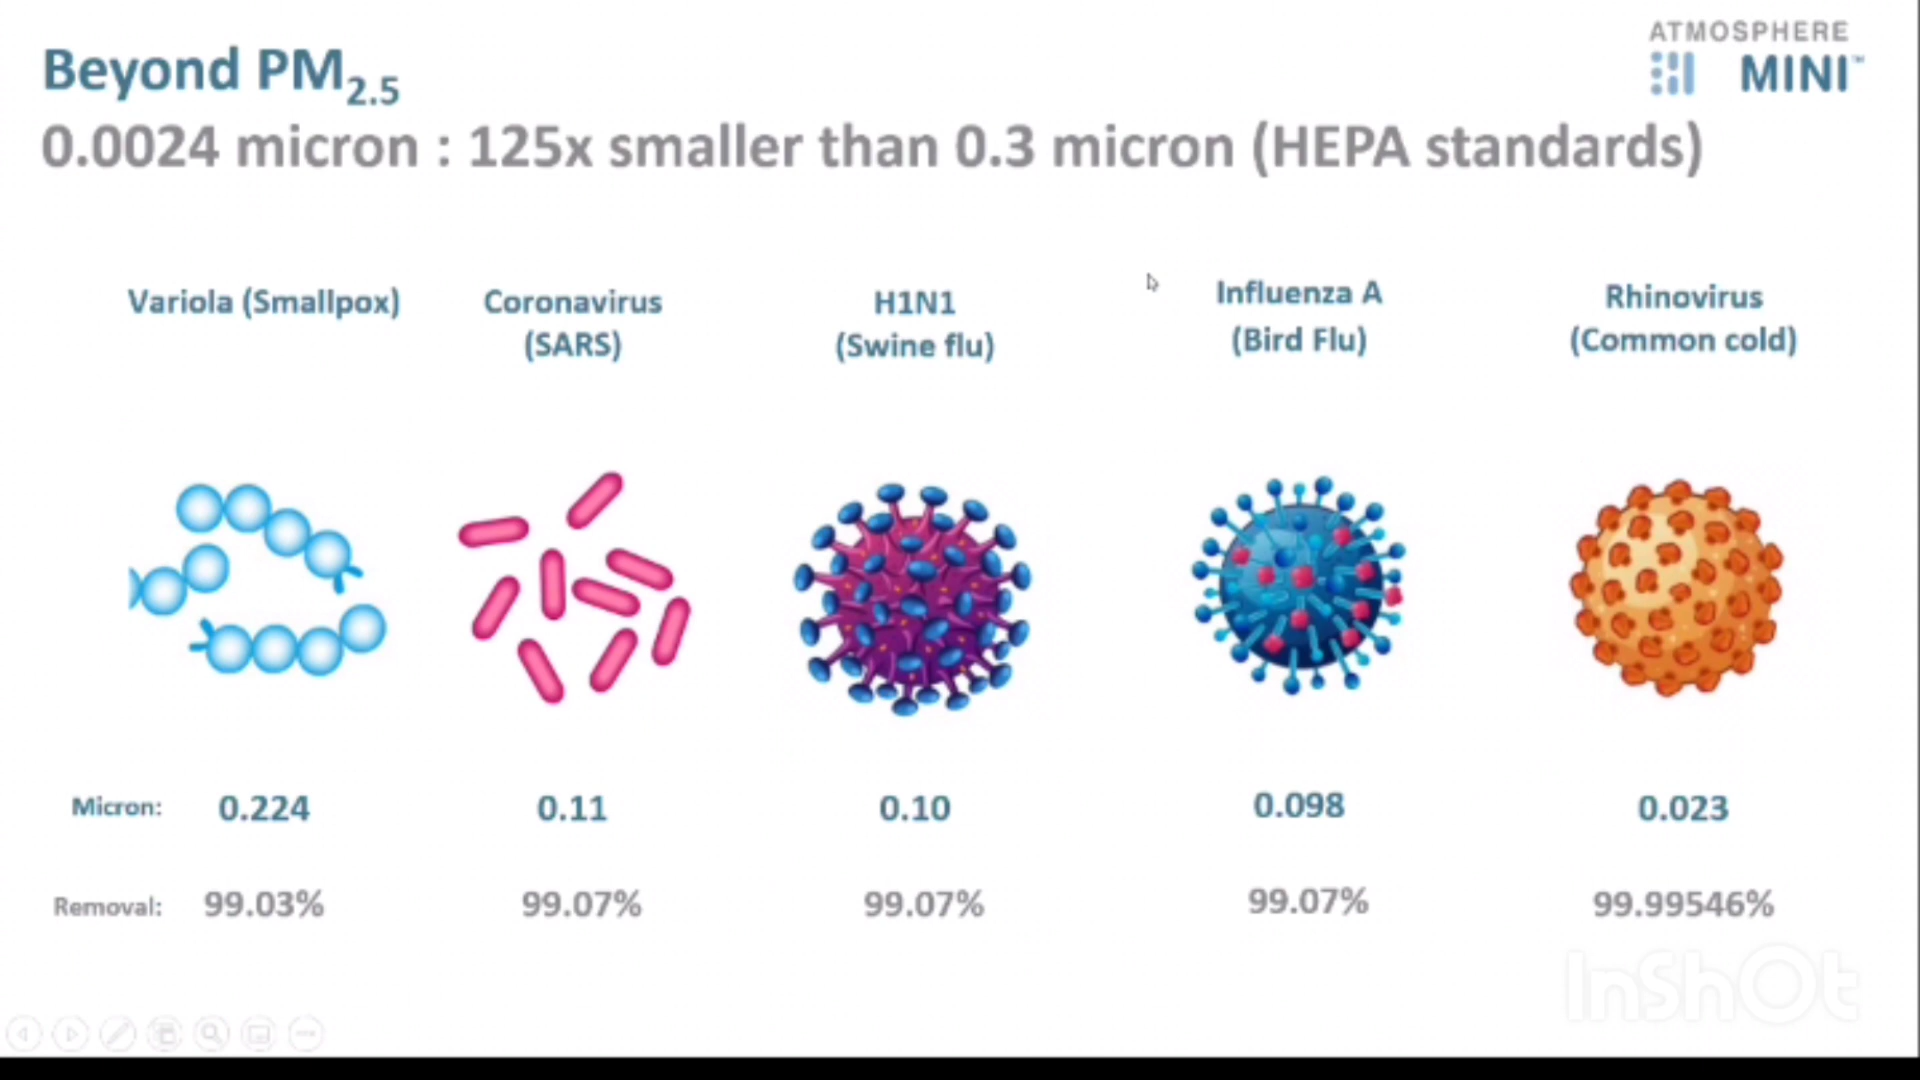 Beyond PM2.5
ATMOSPHERE
MINI™
0.0024 micron : 125x smaller than 0.3 micron (HEPA standards)
Variola (Smallpox)
Coronavirus
(SARS)
H1N1
(Swine flu)
Influenza A
(Bird Flu)
Rhinovirus
(Common cold)
Micron: 0.224 0.11 0.10 0.098 0.023
Removal: 99.03% 99.07% 99.07% 99.07% 99.99546%
InShOt